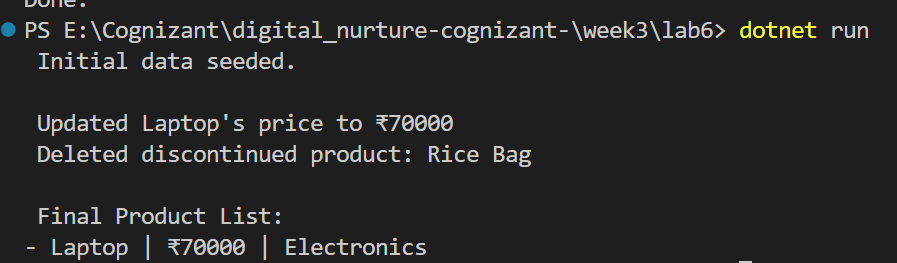 Done.
PS E:\Cognizant\digital_nurture-cognizant-\week3\lab6> dotnet run
Initial data seeded.
Updated Laptop's price to ₹70000
Deleted discontinued product: Rice Bag
Final Product List:
- Laptop | ₹70000 | Electronics